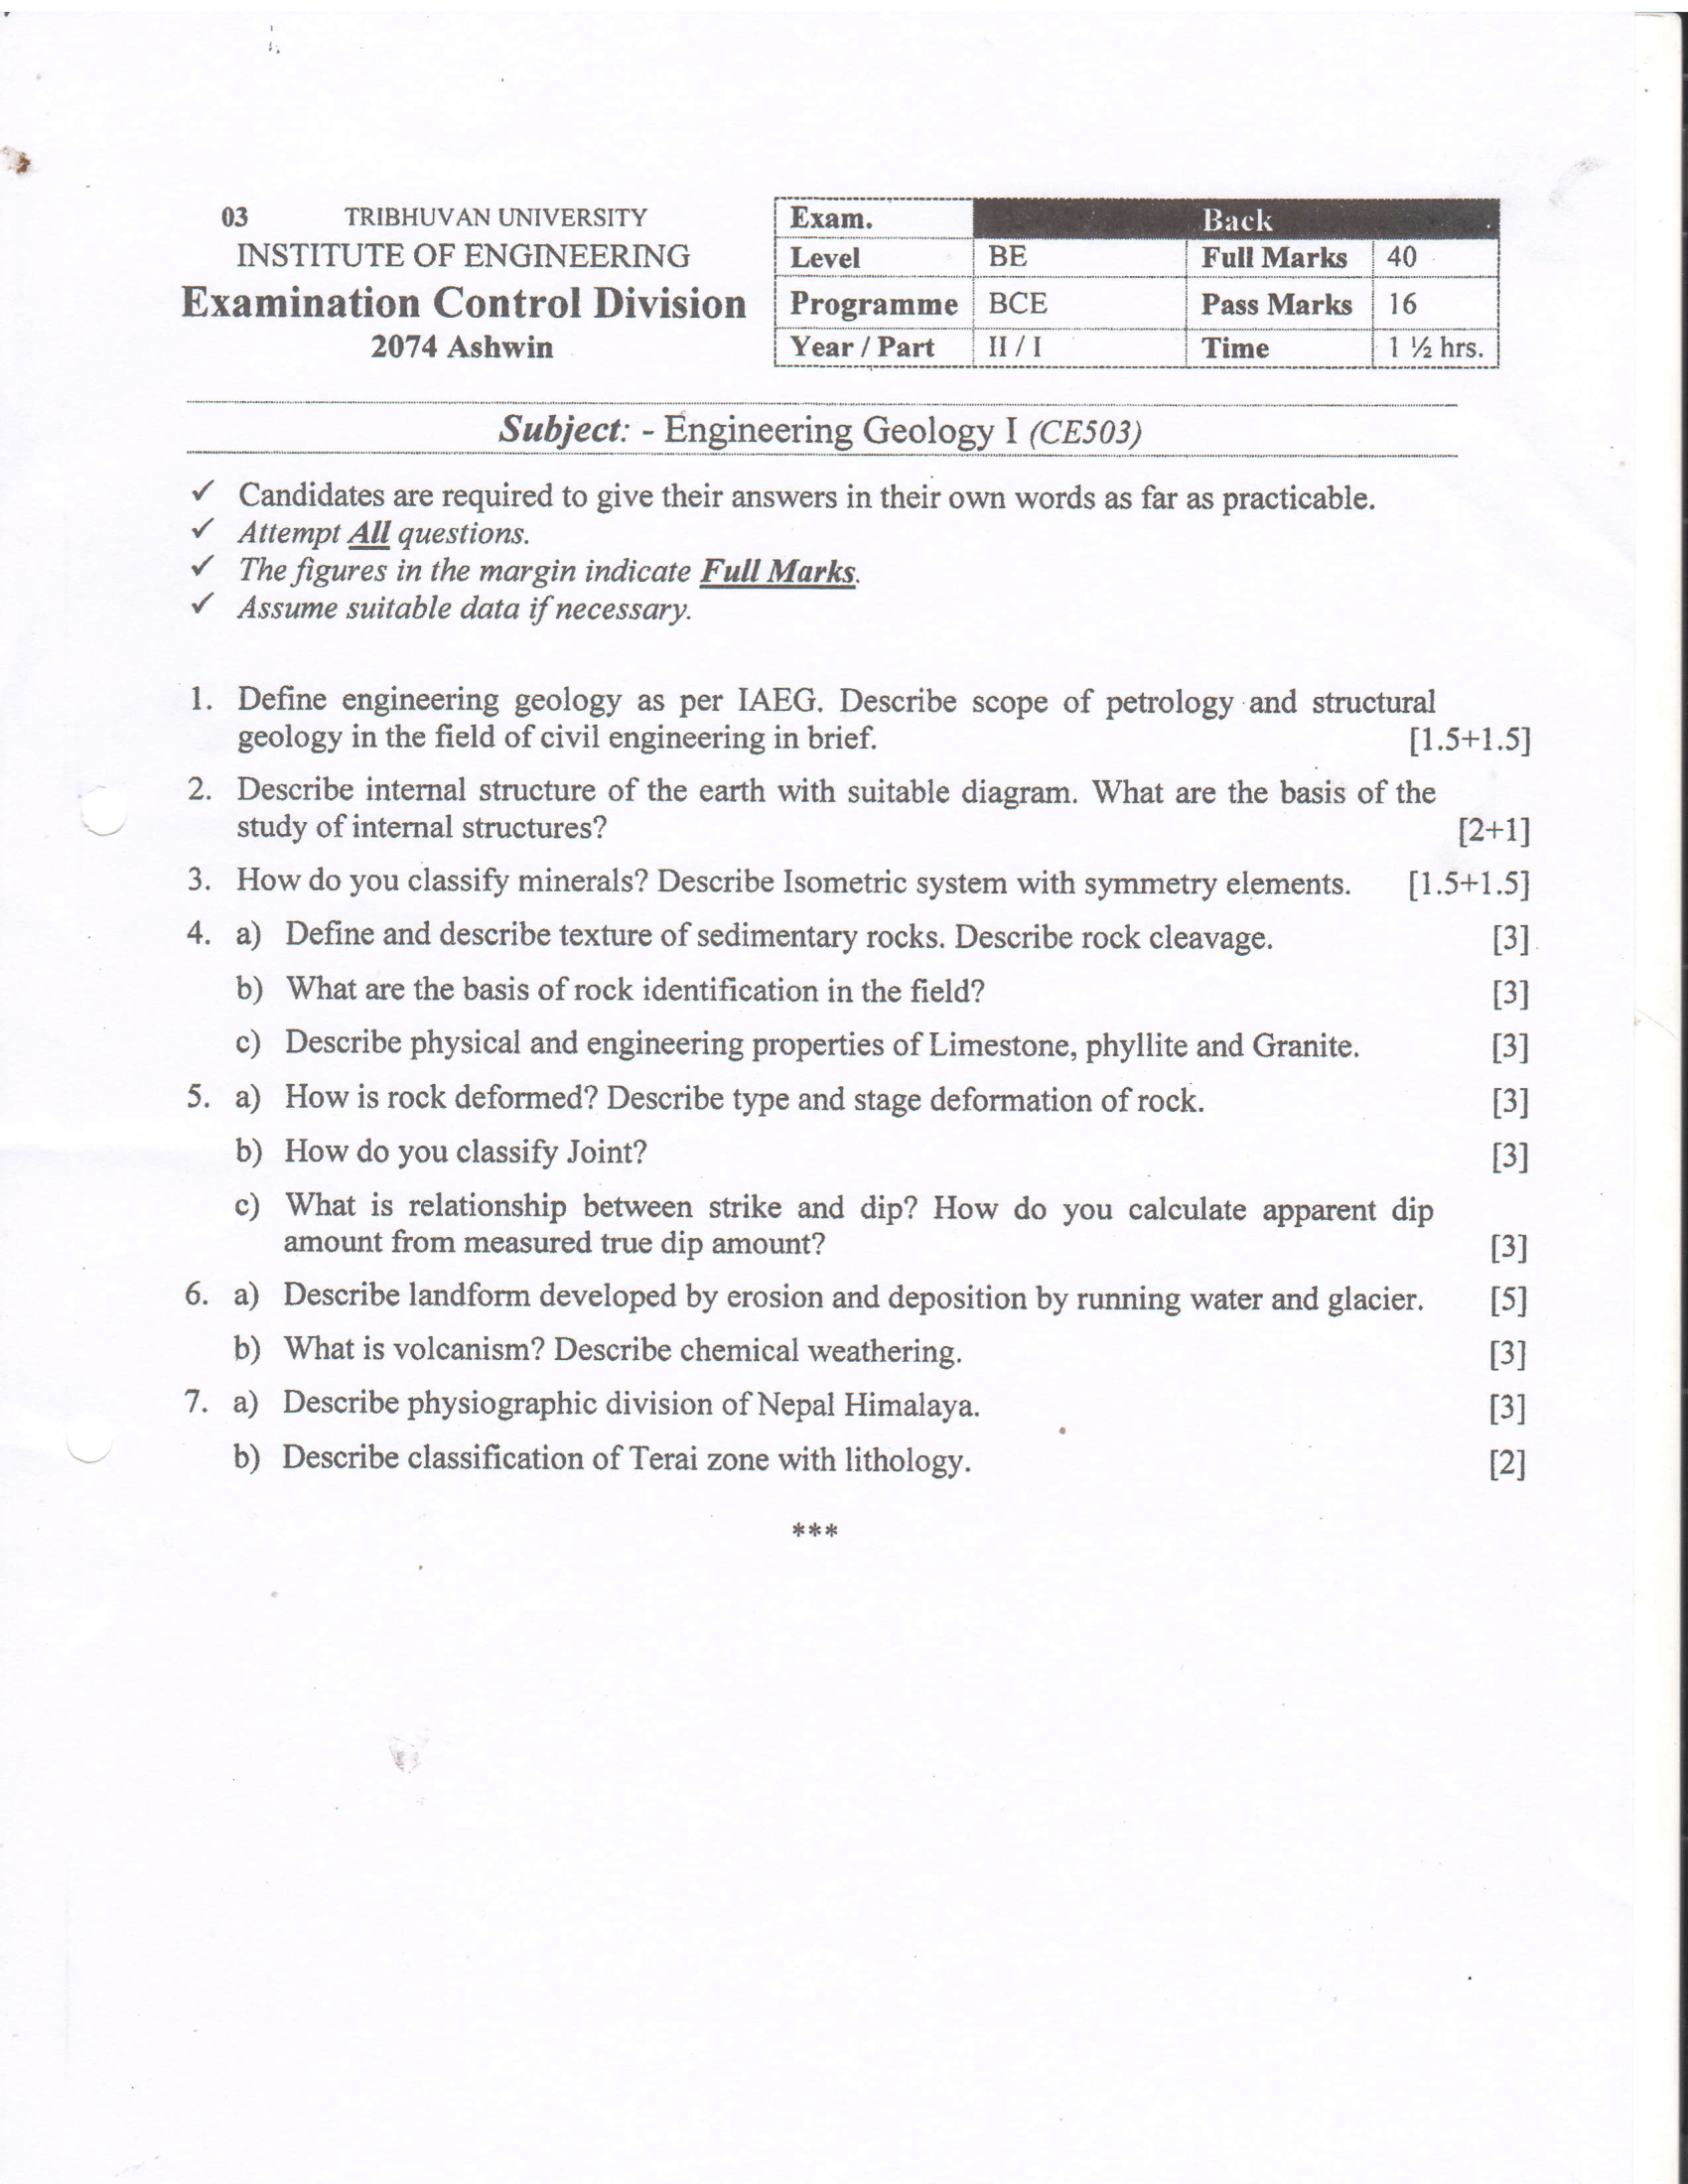 03 TRIBHUVAN UNIVERSITY
INSTITUTE OF ENGINEERING
Examination Control Division
2074 Ashwin
Exam. Back
Level BE Full Marks 40
Programme BCE Pass Marks 16
Year / Part II / I Time 1 ½ hrs.
Subject: - Engineering Geology I (CE503)
✓ Candidates are required to give their answers in their own words as far as practicable.
✓ Attempt All questions.
✓ The figures in the margin indicate Full Marks.
✓ Assume suitable data if necessary.
1. Define engineering geology as per IAEG. Describe scope of petrology and structural
geology in the field of civil engineering in brief. [1.5+1.5]
2. Describe internal structure of the earth with suitable diagram. What are the basis of the
study of internal structures? [2+1]
3. How do you classify minerals? Describe Isometric system with symmetry elements. [1.5+1.5]
4. a) Define and describe texture of sedimentary rocks. Describe rock cleavage. [3]
b) What are the basis of rock identification in the field? [3]
c) Describe physical and engineering properties of Limestone, phyllite and Granite. [3]
5. a) How is rock deformed? Describe type and stage deformation of rock. [3]
b) How do you classify Joint? [3]
c) What is relationship between strike and dip? How do you calculate apparent dip
amount from measured true dip amount? [3]
6. a) Describe landform developed by erosion and deposition by running water and glacier. [5]
b) What is volcanism? Describe chemical weathering. [3]
7. a) Describe physiographic division of Nepal Himalaya. [3]
b) Describe classification of Terai zone with lithology. [2]
***